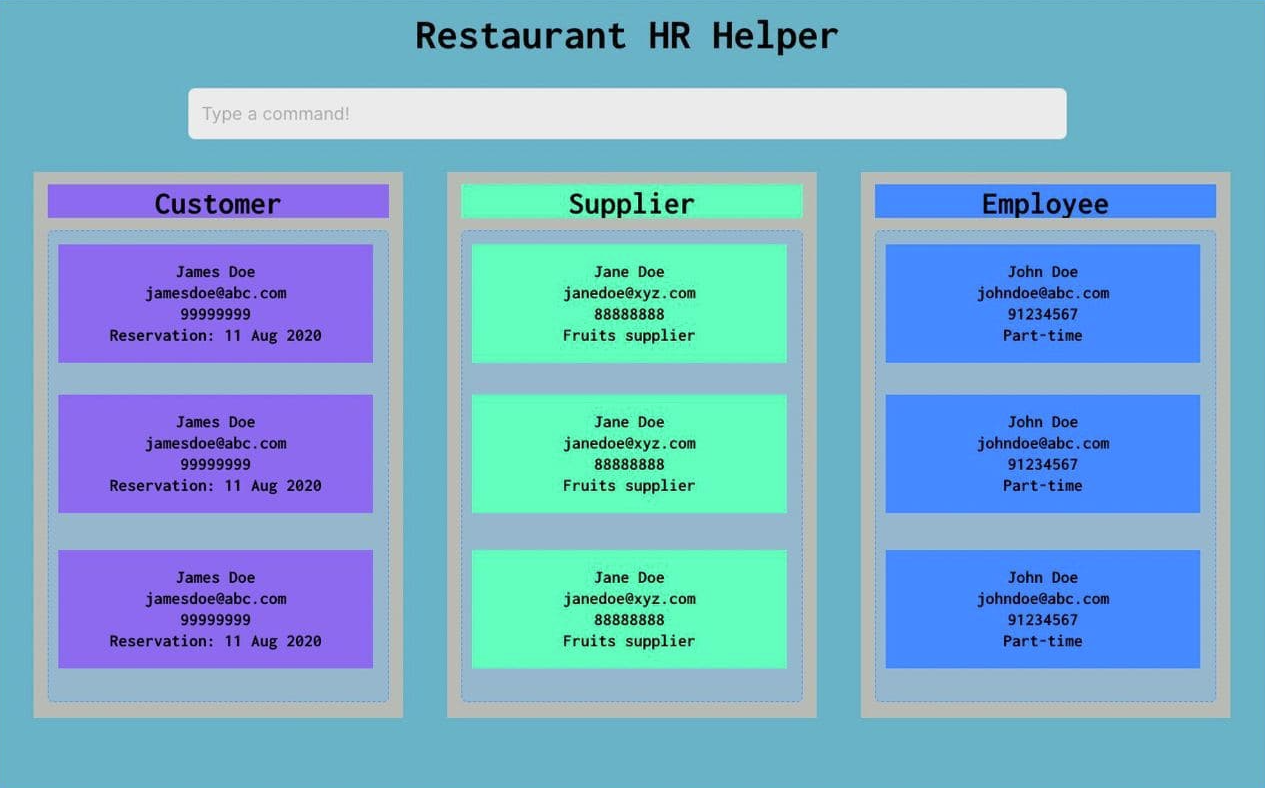 Restaurant HR Helper
Type a command!
Customer
James Doe
jamesdoe@abc.com
99999999
Reservation: 11 Aug 2020
James Doe
jamesdoe@abc.com
99999999
Reservation: 11 Aug 2020
James Doe
jamesdoe@abc.com
99999999
Reservation: 11 Aug 2020
Supplier
Jane Doe
janedoe@xyz.com
88888888
Fruits supplier
Jane Doe
janedoe@xyz.com
88888888
Fruits supplier
Jane Doe
janedoe@xyz.com
88888888
Fruits supplier
Employee
John Doe
johndoe@abc.com
91234567
Part-time
John Doe
johndoe@abc.com
91234567
Part-time
John Doe
johndoe@abc.com
91234567
Part-time